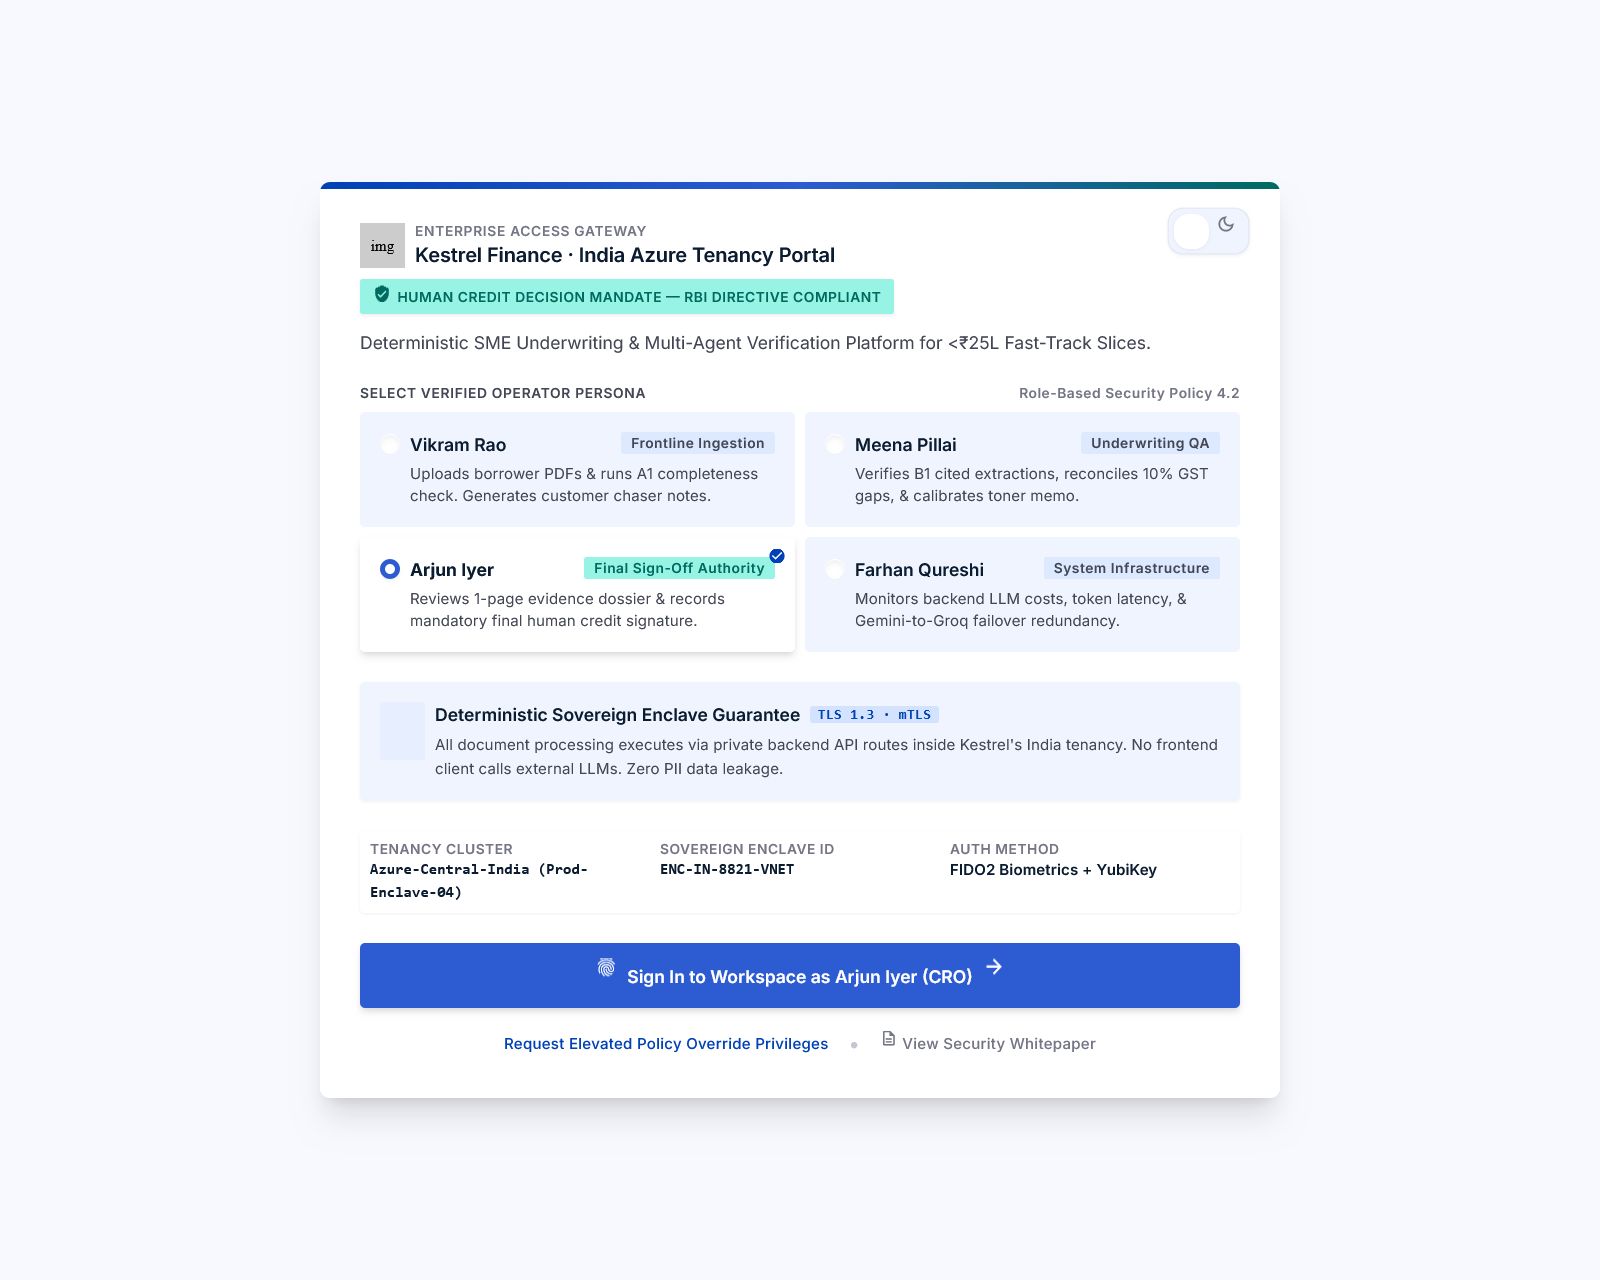 img
ENTERPRISE ACCESS GATEWAY
Kestrel Finance · India Azure Tenancy Portal
HUMAN CREDIT DECISION MANDATE — RBI DIRECTIVE COMPLIANT
Deterministic SME Underwriting & Multi-Agent Verification Platform for <₹25L Fast-Track Slices.
SELECT VERIFIED OPERATOR PERSONA
Role-Based Security Policy 4.2
Vikram Rao
Frontline Ingestion
Uploads borrower PDFs & runs A1 completeness
check. Generates customer chaser notes.
Meena Pillai
Underwriting QA
Verifies B1 cited extractions, reconciles 10% GST
gaps, & calibrates toner memo.
Arjun Iyer
Final Sign-Off Authority
Reviews 1-page evidence dossier & records
mandatory final human credit signature.
Farhan Qureshi
System Infrastructure
Monitors backend LLM costs, token latency, &
Gemini-to-Groq failover redundancy.
Deterministic Sovereign Enclave Guarantee
TLS 1.3 · mTLS
All document processing executes via private backend API routes inside Kestrel's India tenancy. No frontend
client calls external LLMs. Zero PII data leakage.
TENANCY CLUSTER
Azure-Central-India (Prod-
Enclave-04)
SOVEREIGN ENCLAVE ID
ENC-IN-8821-VNET
AUTH METHOD
FIDO2 Biometrics + YubiKey
Sign In to Workspace as Arjun Iyer (CRO)
Request Elevated Policy Override Privileges
View Security Whitepaper